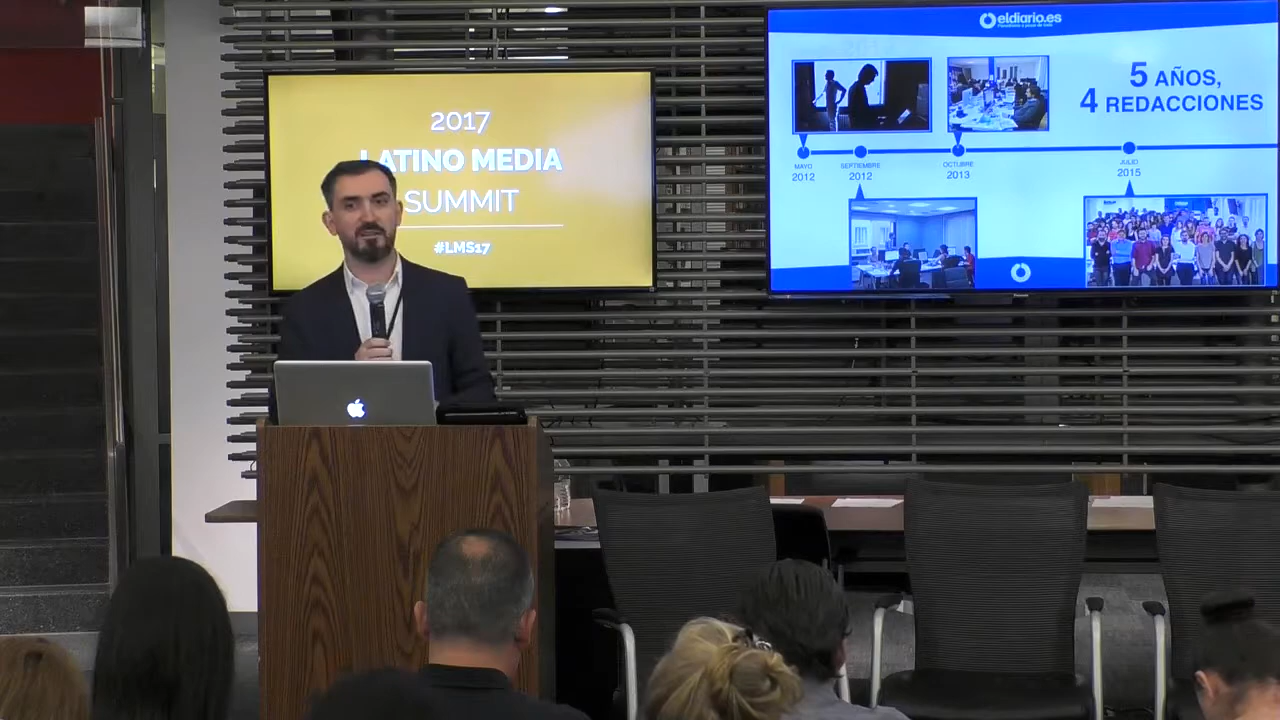 2017
LATINO MEDIA
SUMMIT
#LMS17
eldiario.es
5 AÑOS,
4 REDACCIONES
MAYO
2012
SEPTIEMBRE
2012
OCTUBRE
2013
JULIO
2015